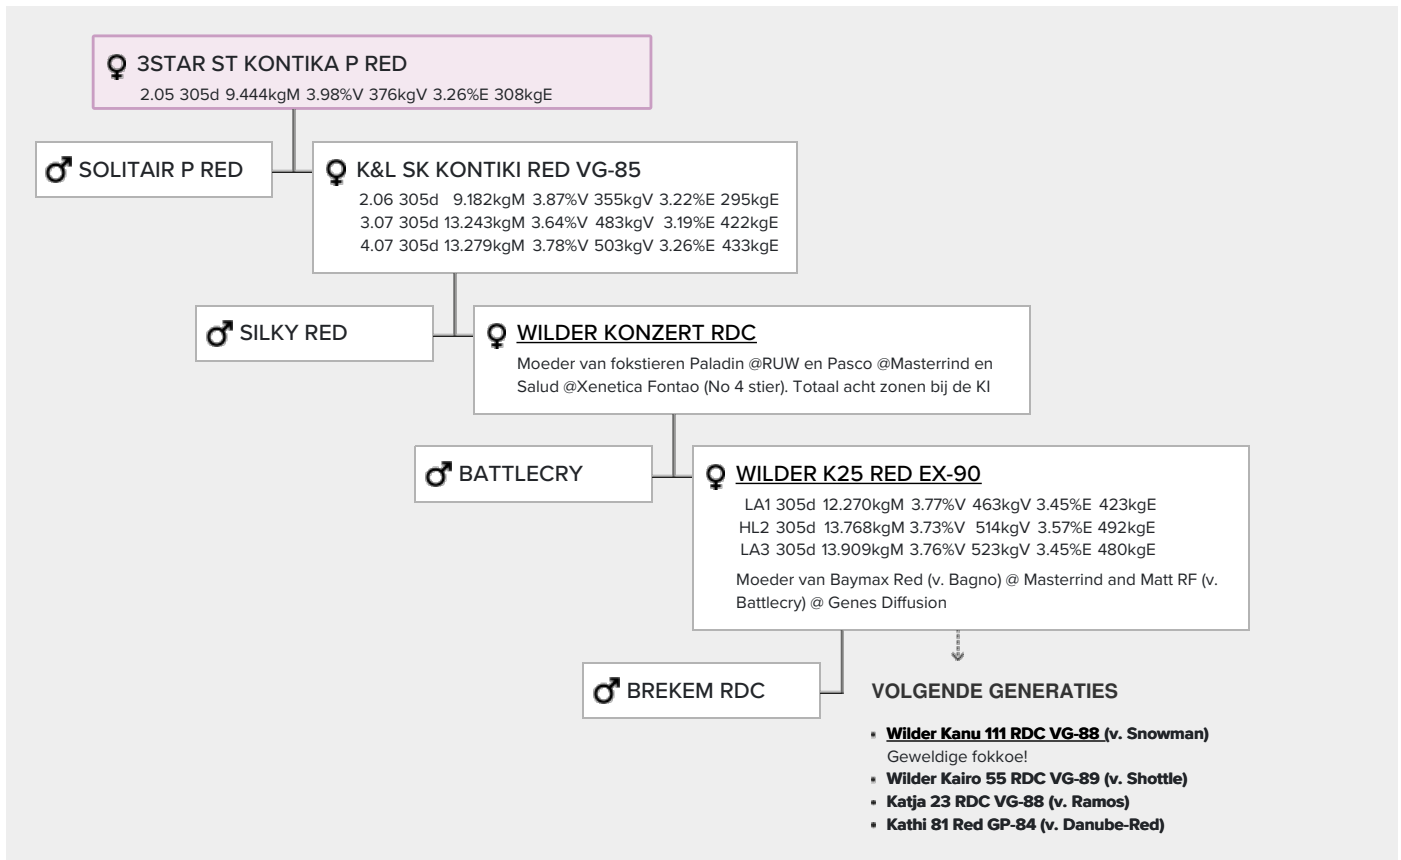 3STAR ST KONTIKA P RED
2.05 305d 9.444kgM 3.98%V 376kgV 3.26%E 308kgE
SOLITAIR P RED
K&L SK KONTIKI RED VG-85
2.06 305d 9.182kgM 3.87%V 355kgV 3.22%E 295kgE
3.07 305d 13.243kgM 3.64%V 483kgV 3.19%E 422kgE
4.07 305d 13.279kgM 3.78%V 503kgV 3.26%E 433kgE
SILKY RED
WILDER KONZERT RDC
Moeder van fokstieren Paladin @RUW en Pasco @Masterrind en
Salud @Xenetica Fontao (No 4 stier). Totaal acht zonen bij de KI
BATTLECRY
WILDER K25 RED EX-90
LA1 305d 12.270kgM 3.77%V 463kgV 3.45%E 423kgE
HL2 305d 13.768kgM 3.73%V 514kgV 3.57%E 492kgE
LA3 305d 13.909kgM 3.76%V 523kgV 3.45%E 480kgE
Moeder van Baymax Red (v. Bagno) @ Masterrind and Matt RF (v.
Battlecry) @ Genes Diffusion
BREKEM RDC
VOLGENDE GENERATIES
Wilder Kanu 111 RDC VG-88 (v. Snowman)
Geweldige fokkoe!
Wilder Kairo 55 RDC VG-89 (v. Shottle)
Katja 23 RDC VG-88 (v. Ramos)
Kathi 81 Red GP-84 (v. Danube-Red)